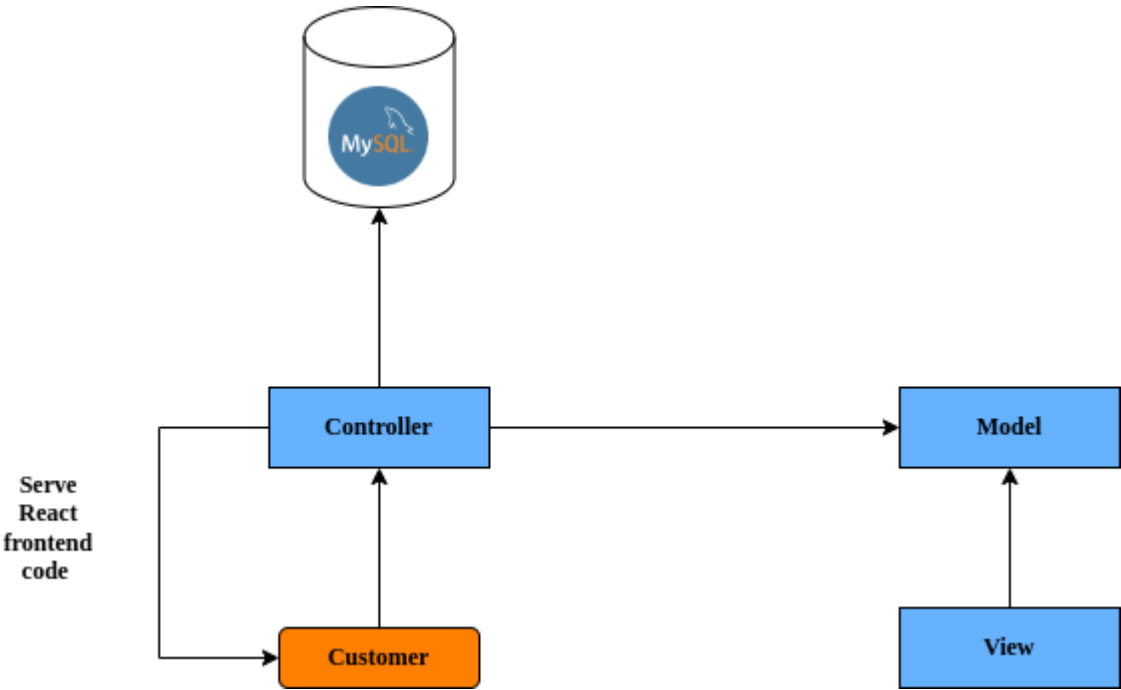 MySQL
Controller
Model
Serve
React
frontend
code
Customer
View